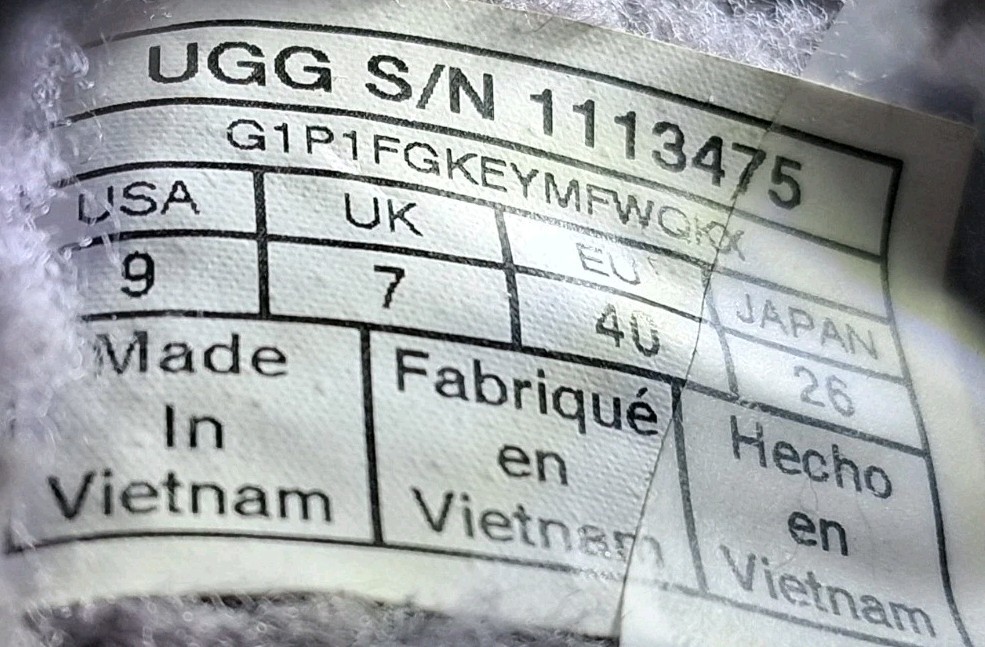 UGG S/N 1113475
G1P1FGKEYMFWQKX
USA UK EU JAPAN
9 7 40 26
Made Fabriqué Hecho
In en en
Vietnam Vietnam Vietnam